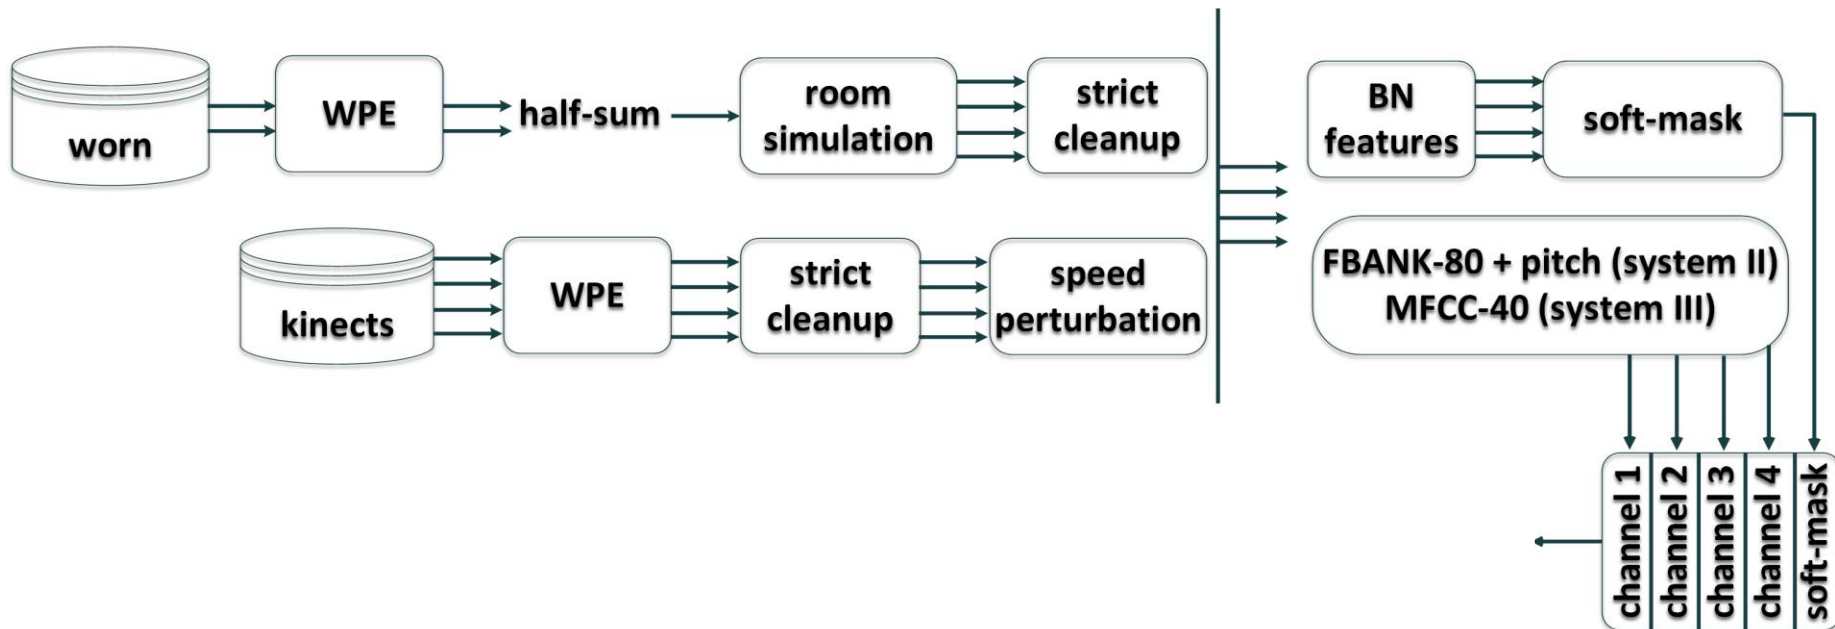 worn
WPE
half-sum
room
simulation
strict
cleanup
kinects
WPE
strict
cleanup
speed
perturbation
BN
features
soft-mask
FBANK-80 + pitch (system II)
MFCC-40 (system III)
channel 1
channel 2
channel 3
channel 4
soft-mask